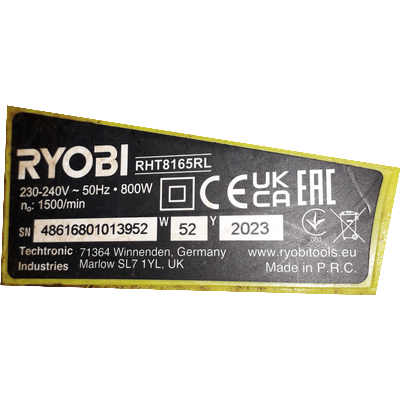 RYOBI RHT8165RL
230-240V ~ 50Hz • 800W
n₀: 1500/min
CE UK CA EAC
SN 48616801013952 W 52 Y 2023
Techtronic Industries
71364 Winnenden, Germany
Marlow SL7 1YL, UK
www.ryobitools.eu
Made in P.R.C.